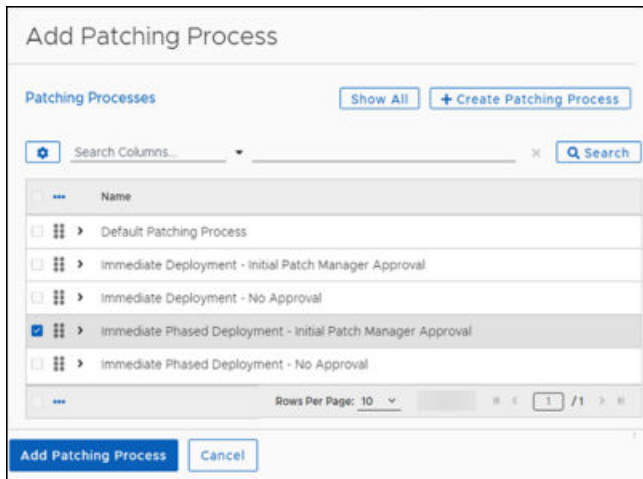 Add Patching Process
Patching Processes Show All + Create Patching Process
Search Columns... Search
Name
Default Patching Process
Immediate Deployment - Initial Patch Manager Approval
Immediate Deployment - No Approval
Immediate Phased Deployment - Initial Patch Manager Approval
Immediate Phased Deployment - No Approval
Rows Per Page: 10 1 /1
Add Patching Process Cancel